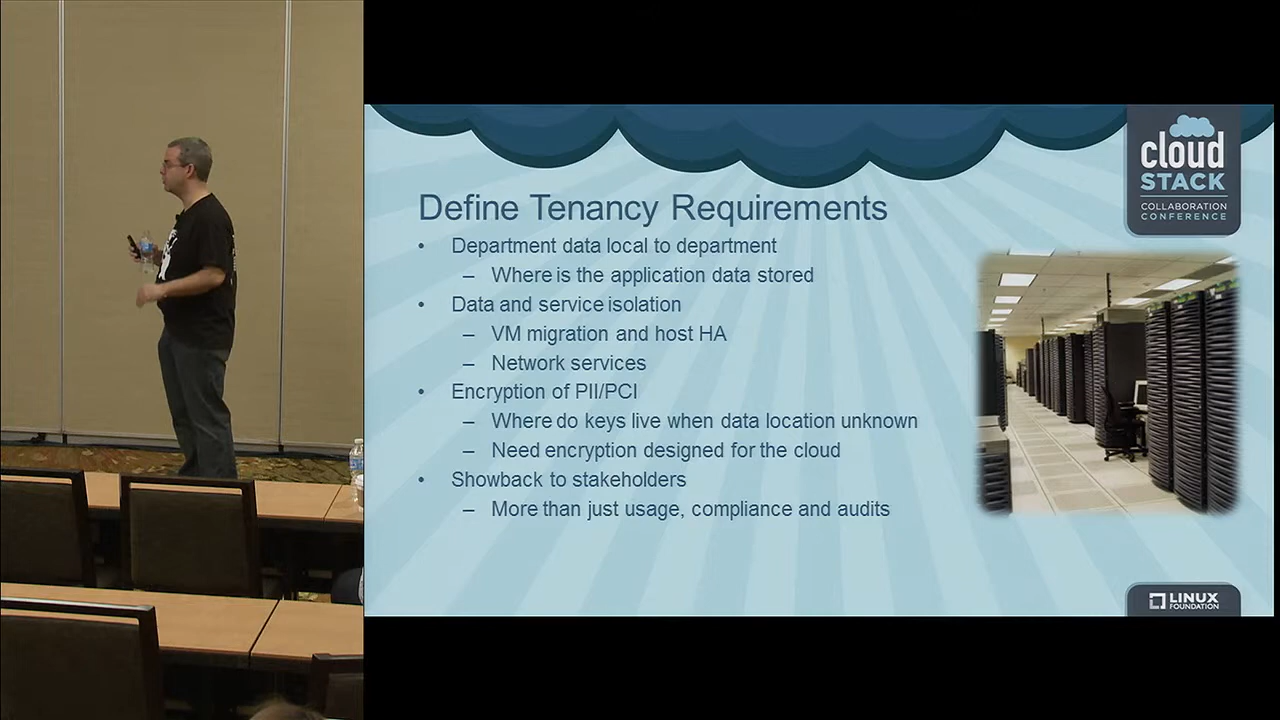 cloud
STACK
COLLABORATION
CONFERENCE
Define Tenancy Requirements
• Department data local to department
– Where is the application data stored
• Data and service isolation
– VM migration and host HA
– Network services
• Encryption of PII/PCI
– Where do keys live when data location unknown
– Need encryption designed for the cloud
• Showback to stakeholders
– More than just usage, compliance and audits
LINUX
FOUNDATION